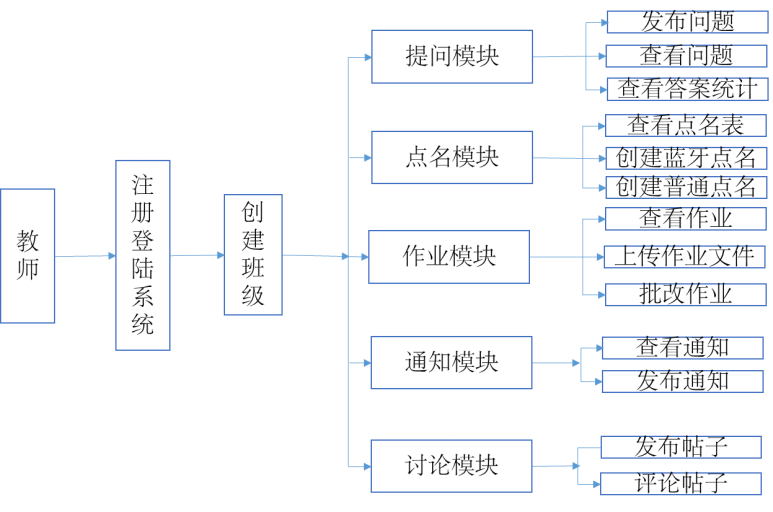 教师
注册登陆系统
创建班级
提问模块
发布问题
查看问题
查看答案统计
点名模块
查看点名表
创建蓝牙点名
创建普通点名
作业模块
查看作业
上传作业文件
批改作业
通知模块
查看通知
发布通知
讨论模块
发布帖子
评论帖子